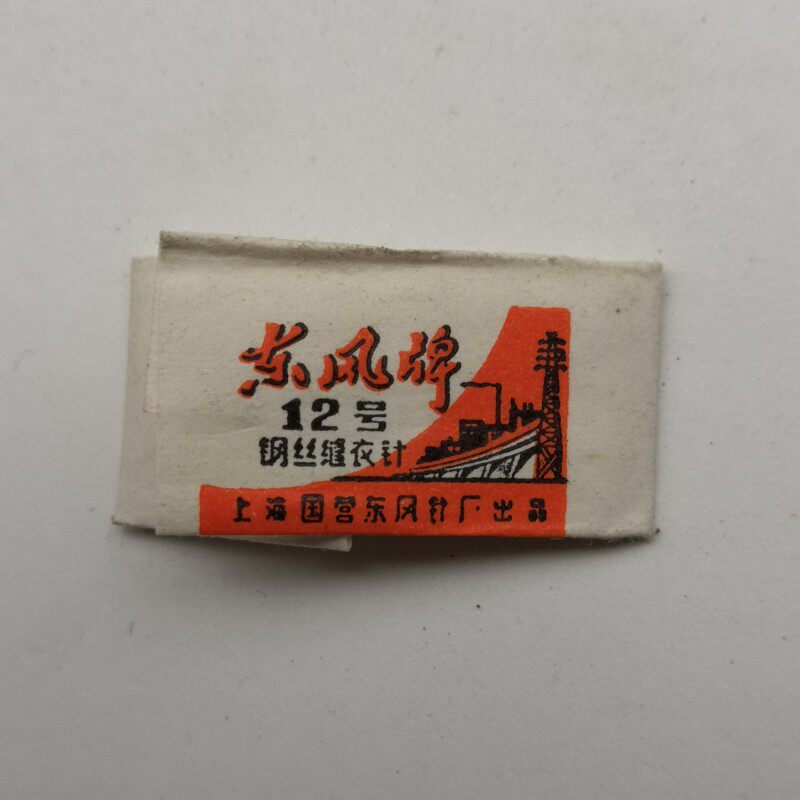 东风牌
12号
钢丝缝衣针
上海国营东风针厂出品